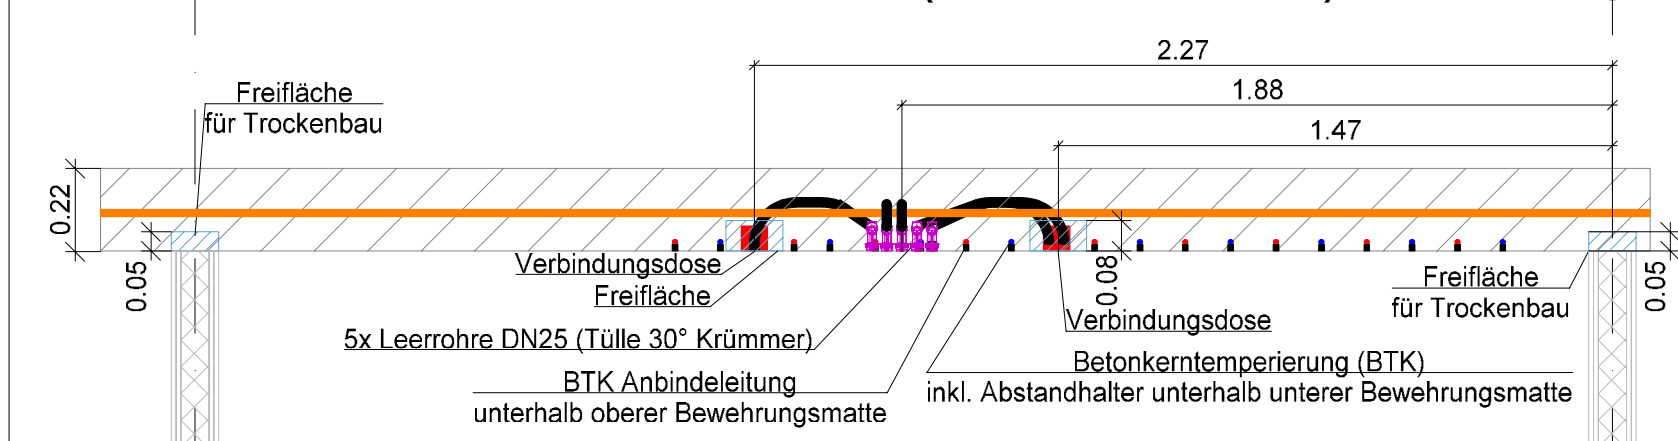 2.27
1.88
1.47
Freifläche
für Trockenbau
0.22
0.05
Verbindungsdose
Freifläche
5x Leerrohre DN25 (Tülle 30° Krümmer)
BTK Anbindeleitung
unterhalb oberer Bewehrungsmatte
0.08
Verbindungsdose
Betonkerntemperierung (BTK)
inkl. Abstandhalter unterhalb unterer Bewehrungsmatte
Freifläche
für Trockenbau
0.05